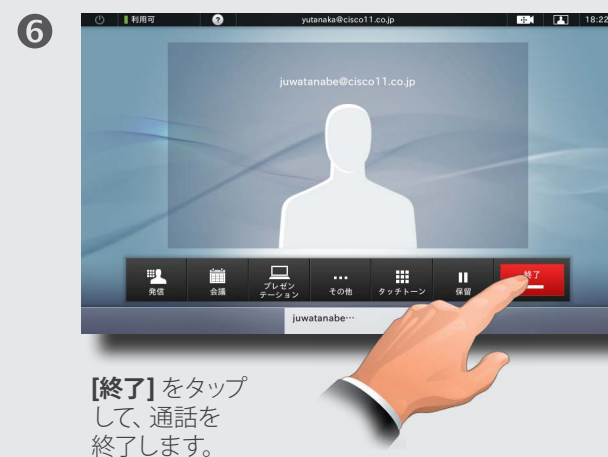 6
利用可 ? yutanaka@cisco11.co.jp 18:22
juwatanabe@cisco11.co.jp
発信 会議 プレゼン
テーション その他 タッチトーン 保留 終了
juwatanabe…
[終了] をタップ
して、通話を
終了します。